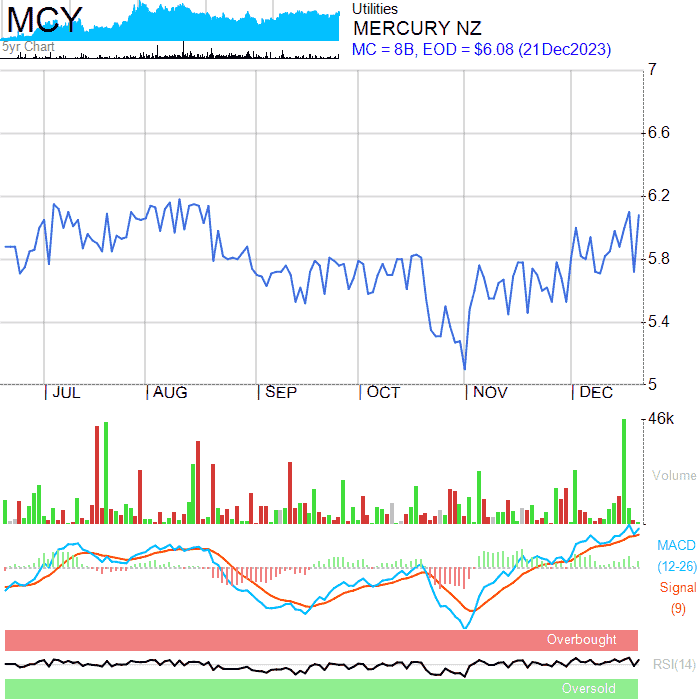 MCY
5yr Chart
Utilities
MERCURY NZ
MC = 8B, EOD = $6.08 (21Dec2023)
7
6.6
6.2
5.8
5.4
5
JUL AUG SEP OCT NOV DEC
46k
Volume
MACD
(12-26)
Signal
(9)
Overbought
RSI(14)
Oversold